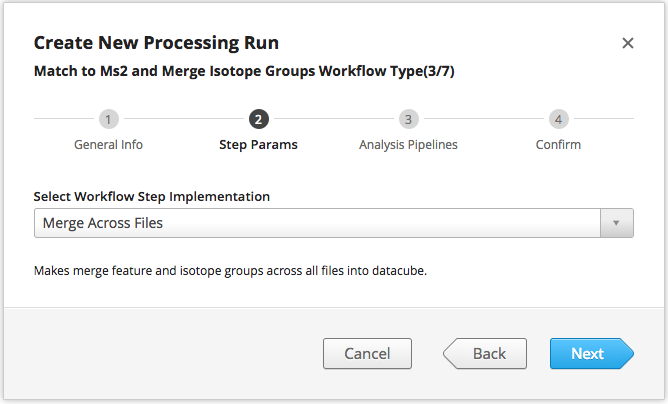 Create New Processing Run
Match to Ms2 and Merge Isotope Groups Workflow Type(3/7)
1
2
3
4
General Info
Step Params
Analysis Pipelines
Confirm
Select Workflow Step Implementation
Merge Across Files
Makes merge feature and isotope groups across all files into datacube.
Cancel
Back
Next